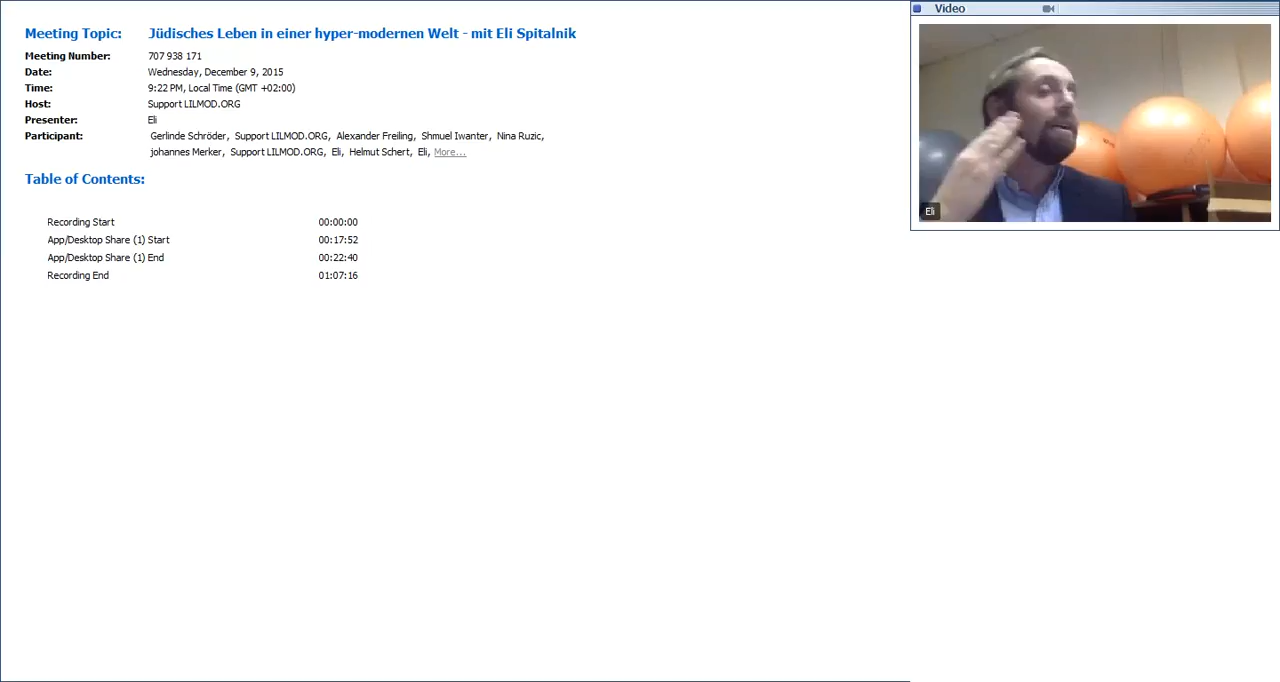 Meeting Topic: Jüdisches Leben in einer hyper-modernen Welt - mit Eli Spitalnik
Meeting Number: 707 938 171
Date: Wednesday, December 9, 2015
Time: 9:22 PM, Local Time (GMT +02:00)
Host: Support LILMOD.ORG
Presenter: Eli
Participant: Gerlinde Schröder, Support LILMOD.ORG, Alexander Freiling, Shmuel Iwanter, Nina Ruzic,
johannes Merker, Support LILMOD.ORG, Eli, Helmut Schert, Eli, More...
Table of Contents:
Recording Start 00:00:00
App/Desktop Share (1) Start 00:17:52
App/Desktop Share (1) End 00:22:40
Recording End 01:07:16
Video
Eli